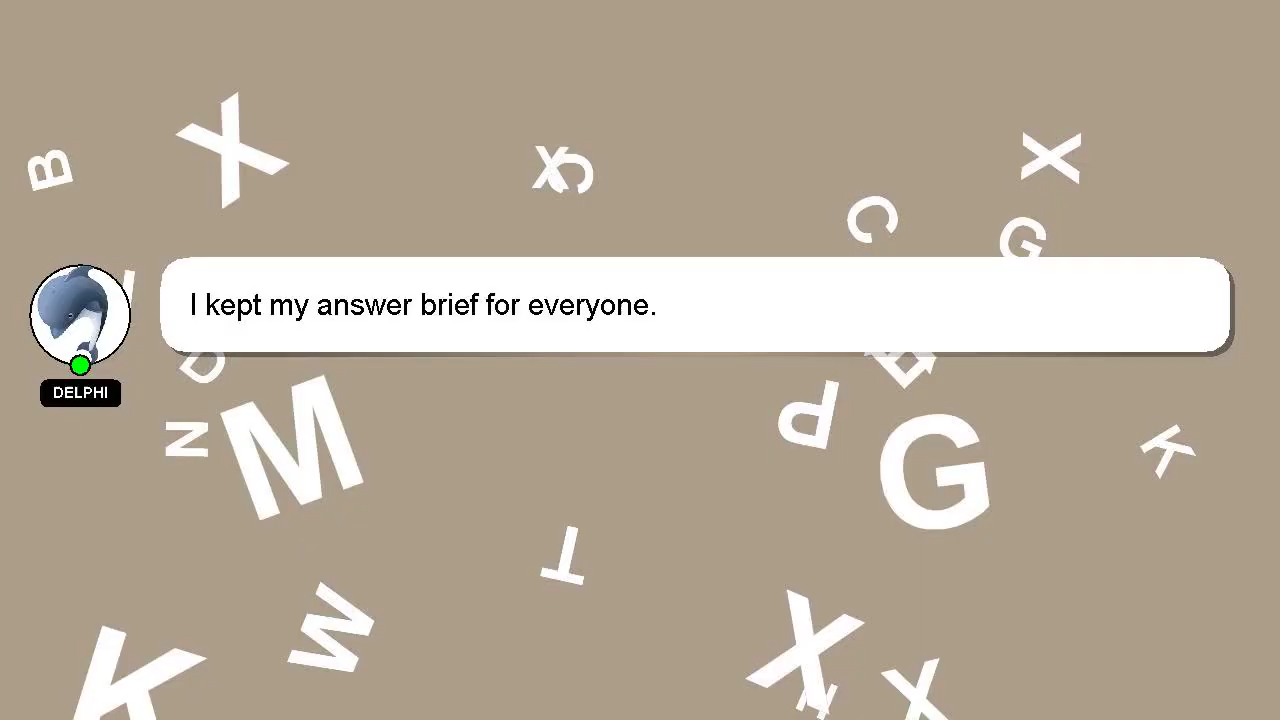 B
X
X
C
X
C
G
I kept my answer brief for everyone.
DELPHI
D
N
M
P
G
K
T
W
X
K
X